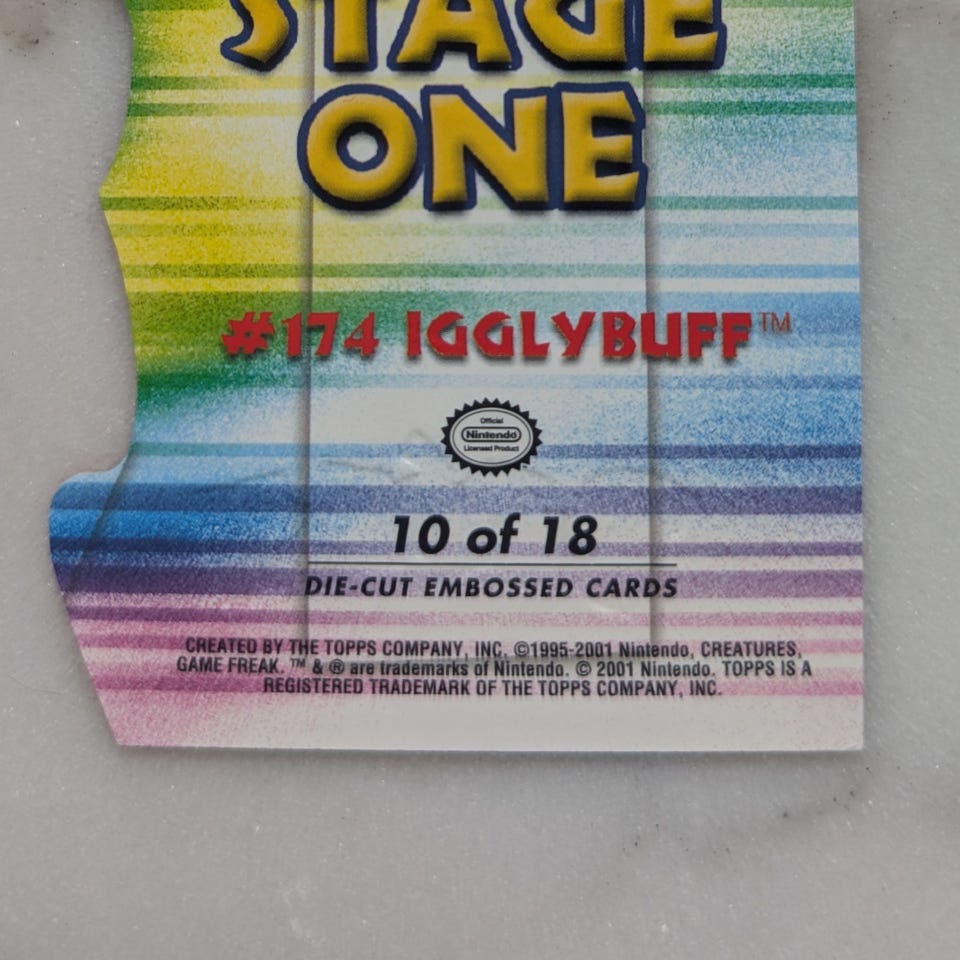 STAGE
ONE
#174 IGGLYBUFF™
Official
Nintendo
Licensed Product
10 of 18
DIE-CUT EMBOSSED CARDS
CREATED BY THE TOPPS COMPANY, INC. ©1995-2001 Nintendo, CREATURES,
GAME FREAK. ™ & ® are trademarks of Nintendo. © 2001 Nintendo. TOPPS IS A
REGISTERED TRADEMARK OF THE TOPPS COMPANY, INC.